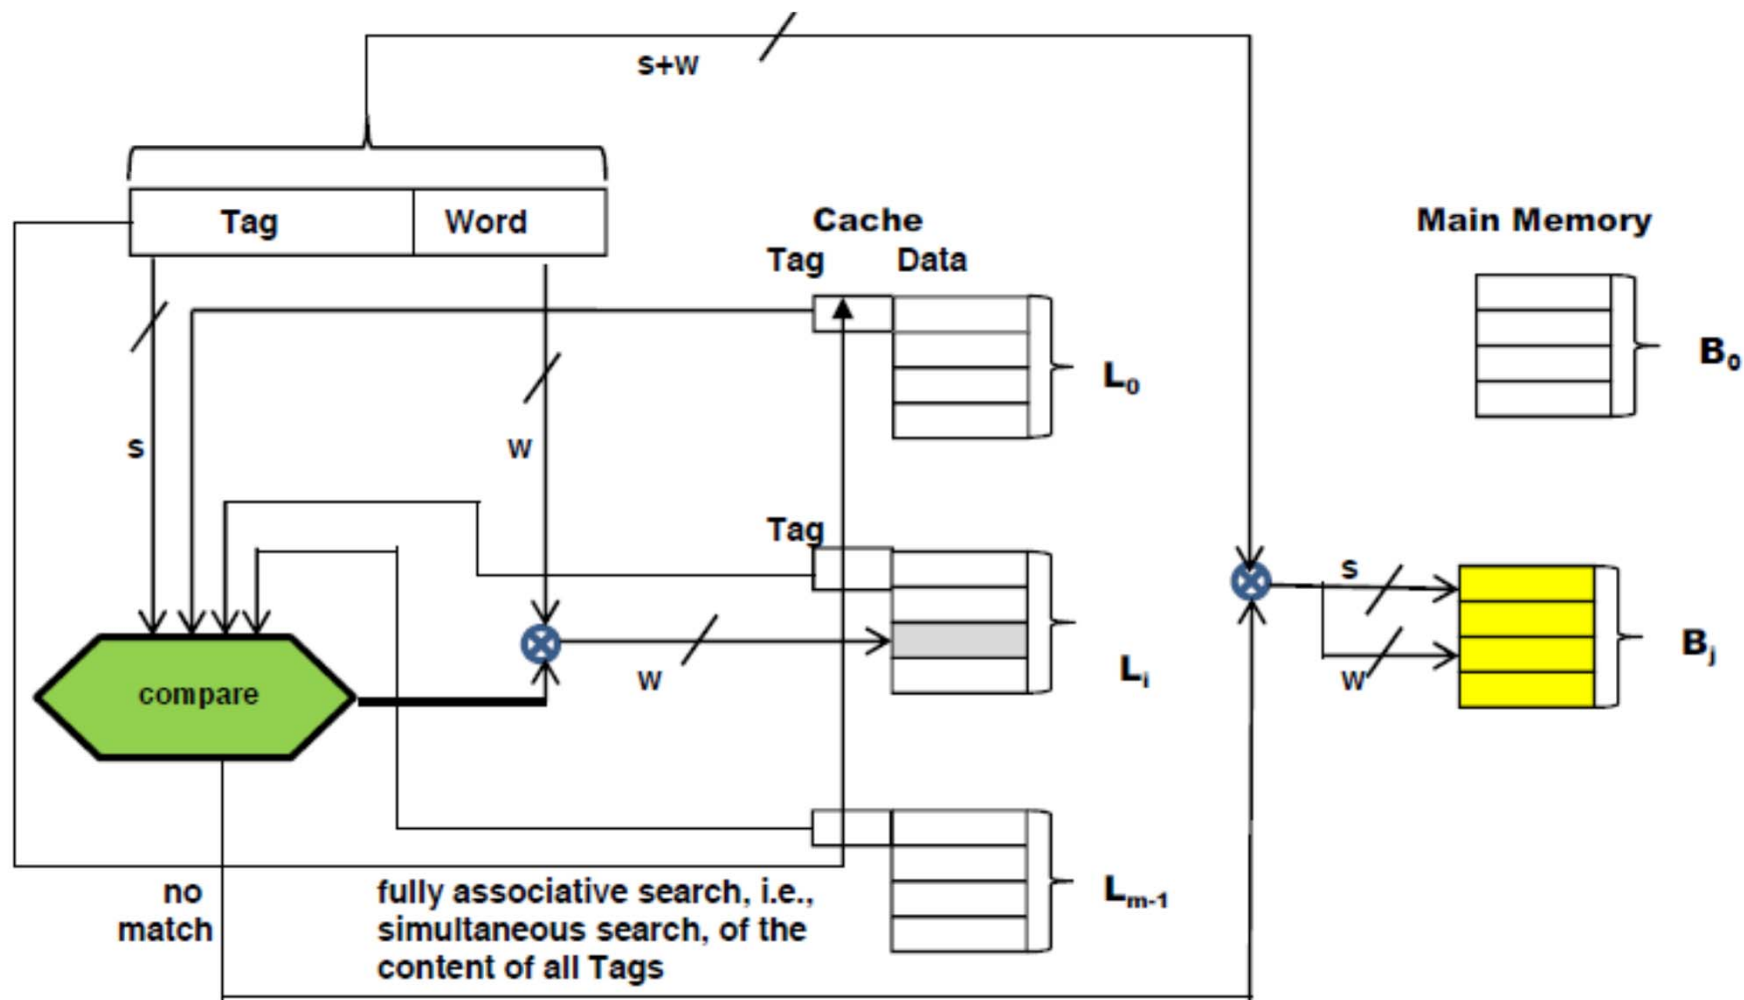 s+w
Tag Word
Cache
Main Memory
Tag Data
L0
B0
s
w
Tag
s
w
Bj
Li
compare
w
Lm-1
no
match
fully associative search, i.e.,
simultaneous search, of the
content of all Tags